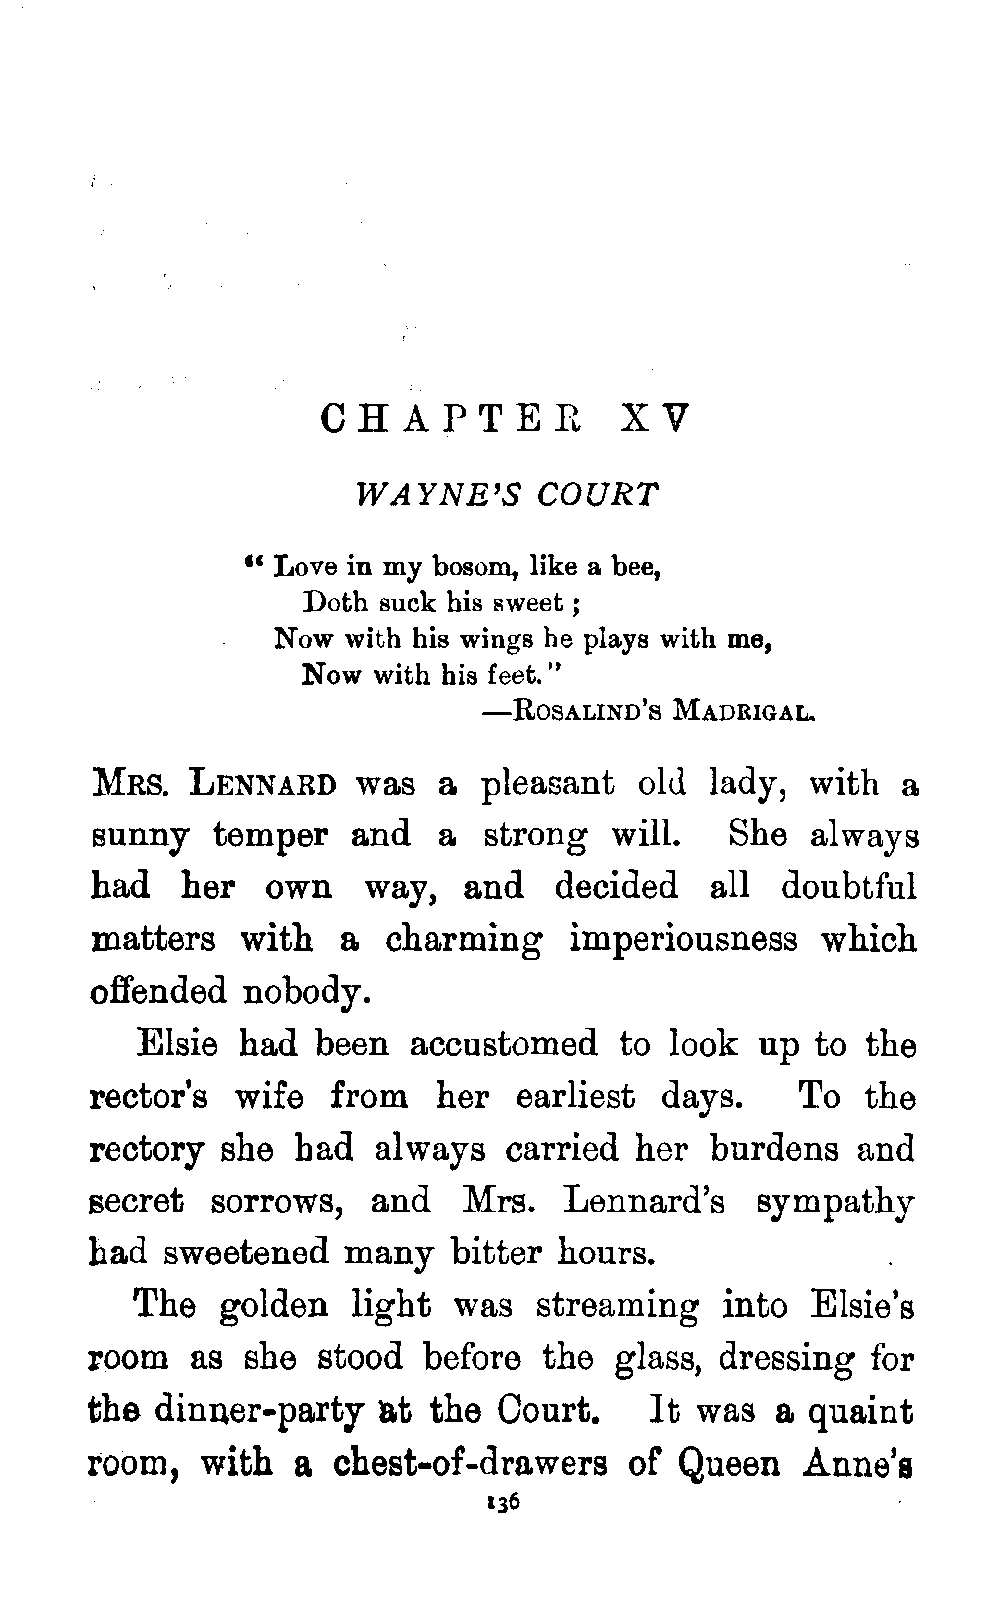 CHAPTER XV
WAYNE'S COURT
" Love in my bosom, like a bee,
Doth suck his sweet ;
Now with his wings he plays with me,
Now with his feet."
—ROSALIND'S MADRIGAL.
MRS. LENNARD was a pleasant old lady, with a
sunny temper and a strong will. She always
had her own way, and decided all doubtful
matters with a charming imperiousness which
offended nobody.
Elsie had been accustomed to look up to the
rector's wife from her earliest days. To the
rectory she had always carried her burdens and
secret sorrows, and Mrs. Lennard's sympathy
had sweetened many bitter hours.
The golden light was streaming into Elsie's
room as she stood before the glass, dressing for
the dinner-party at the Court. It was a quaint
room, with a chest-of-drawers of Queen Anne's
136